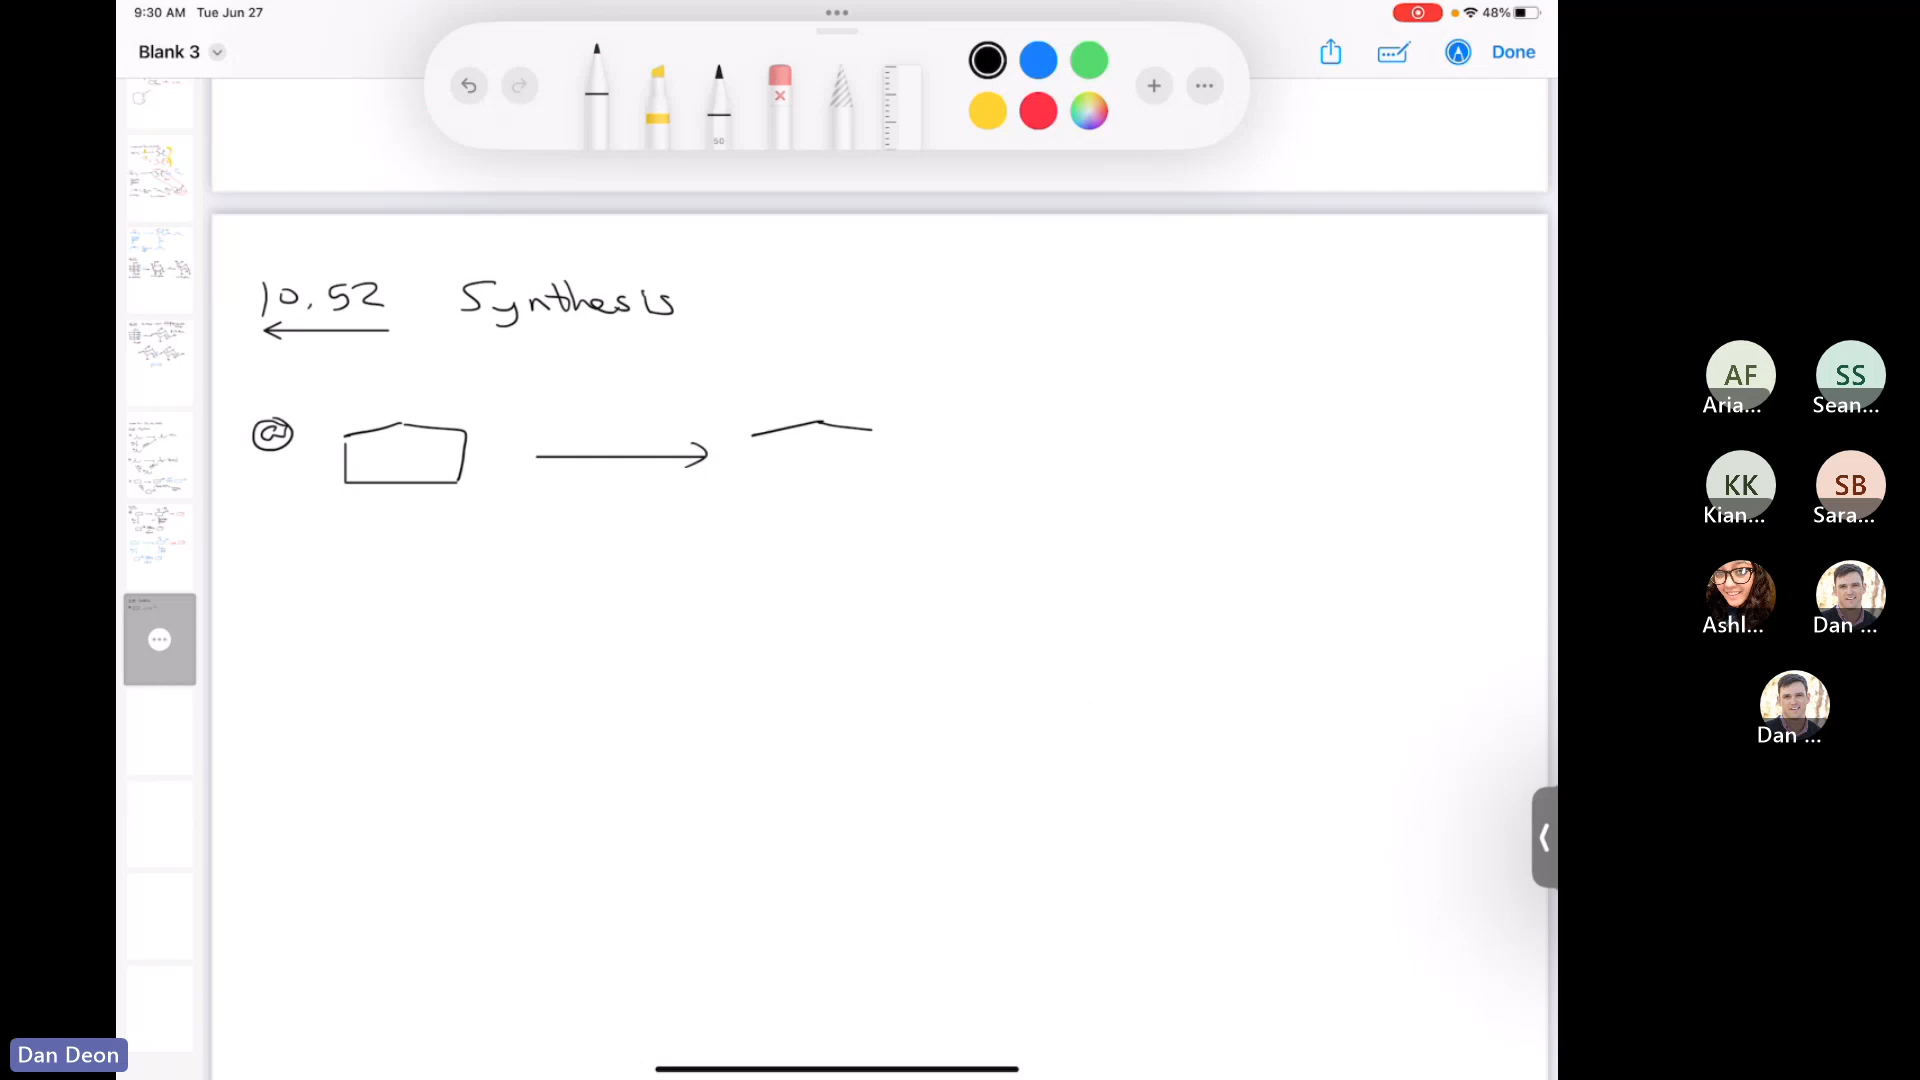 9:30 AM Tue Jun 27
48%
Blank 3
Done
50
10.52 Synthesis
a
AF
Aria...
SS
Sean...
KK
Kian...
SB
Sara...
Ashl...
Dan ...
Dan ...
Dan Deon